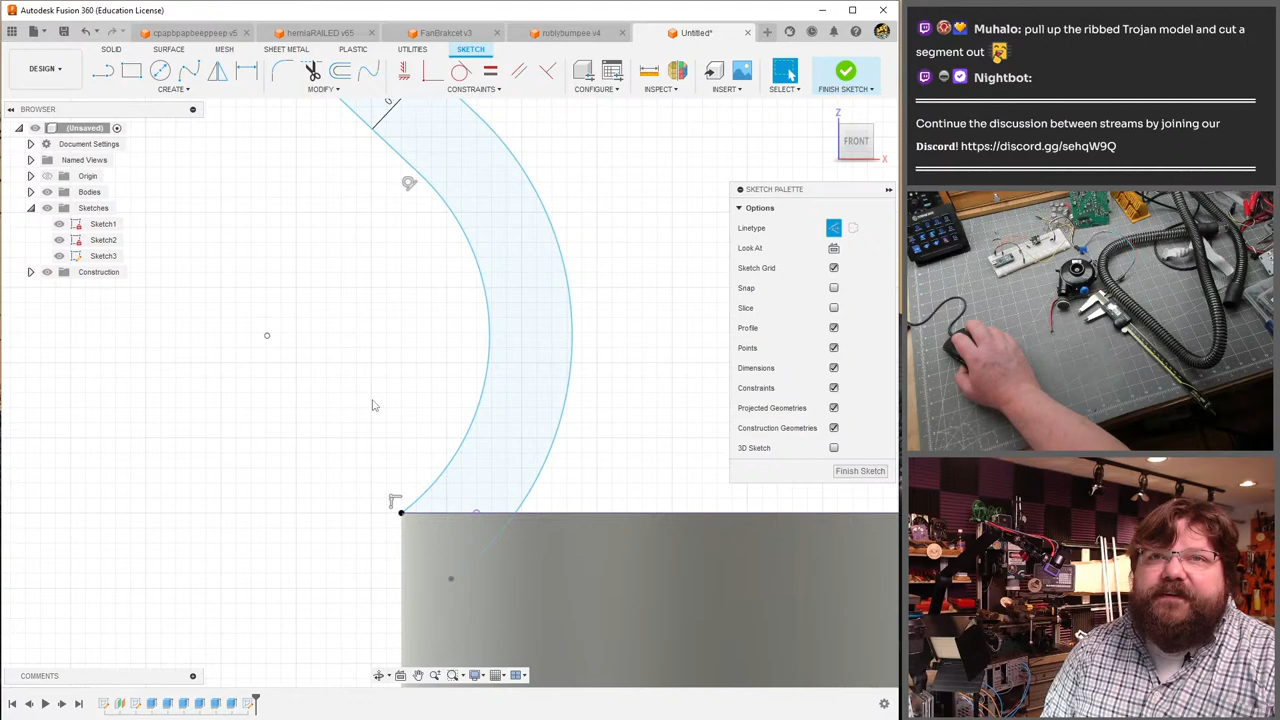 Autodesk Fusion 360 (Education License)
cpapbpapbeeppeep v5
herniaRAILED v65
FanBrakcet v3
rublybumpee v4
Untitled*
DESIGN
SOLID
SURFACE
MESH
SHEET METAL
PLASTIC
UTILITIES
SKETCH
CREATE
MODIFY
CONSTRAINTS
CONFIGURE
INSPECT
INSERT
SELECT
FINISH SKETCH
BROWSER
(Unsaved)
Document Settings
Named Views
Origin
Bodies
Sketches
Sketch1
Sketch2
Sketch3
Construction
Z
FRONT
X
SKETCH PALETTE
Options
Linetype
Look At
Sketch Grid
Snap
Slice
Profile
Points
Dimensions
Constraints
Projected Geometries
Construction Geometries
3D Sketch
Finish Sketch
COMMENTS
Muhalo: pull up the ribbed Trojan model and cut a
segment out
Nightbot:
Continue the discussion between streams by joining our
Discord! https://discord.gg/sehqW9Q